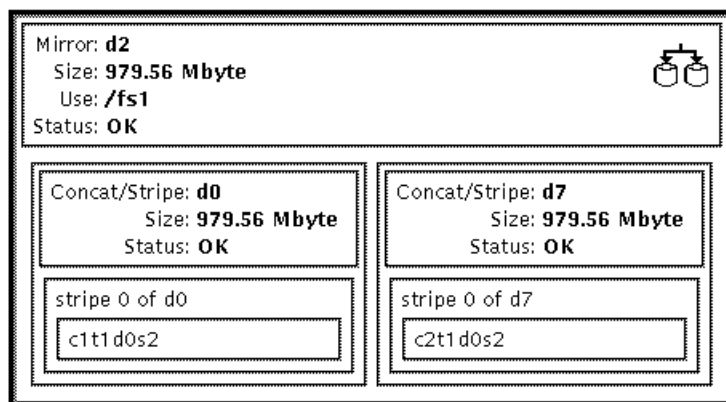 Mirror: d2
Size: 979.56 Mbyte
Use: /fs1
Status: OK
Concat/Stripe: d0
Size: 979.56 Mbyte
Status: OK
stripe 0 of d0
c1t1d0s2
Concat/Stripe: d7
Size: 979.56 Mbyte
Status: OK
stripe 0 of d7
c2t1d0s2